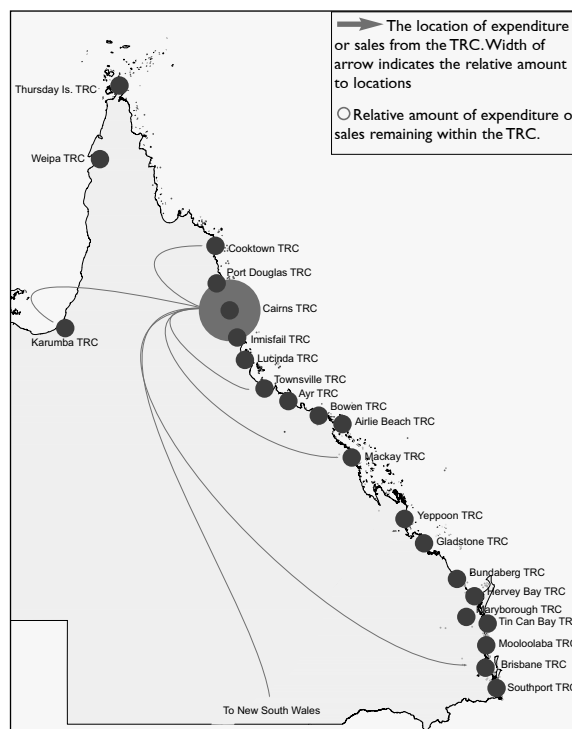 The location of expenditure
or sales from the TRC. Width of
arrow indicates the relative amount
to locations
Relative amount of expenditure o
sales remaining within the TRC.
Thursday Is. TRC
Weipa TRC
Cooktown TRC
Port Douglas TRC
Cairns TRC
Karumba TRC
Innisfail TRC
Lucinda TRC
Townsville TRC
Ayr TRC
Bowen TRC
Airlie Beach TRC
Mackay TRC
Yeppoon TRC
Gladstone TRC
Bundaberg TRC
Hervey Bay TRC
Maryborough TRC
Tin Can Bay TR
Mooloolaba TRC
Brisbane TRC
Southport TRC
To New South Wales